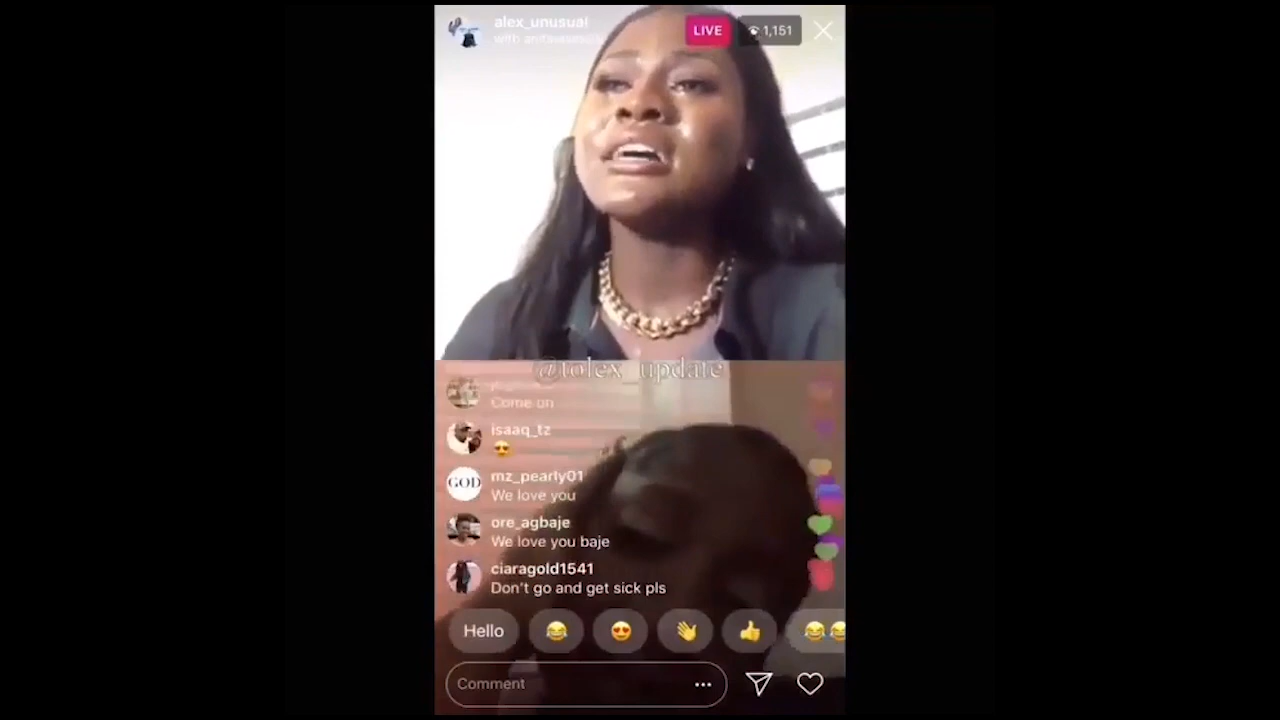 alex_unusual
LIVE
1,151
with
@tolex_update
Come on
isaaq_tz
😍
GOD
mz_pearly01
We love you
ore_agbaje
We love you baje
ciaragold1541
Don't go and get sick pls
Hello 😂 😍 👋 👍 😂
Comment